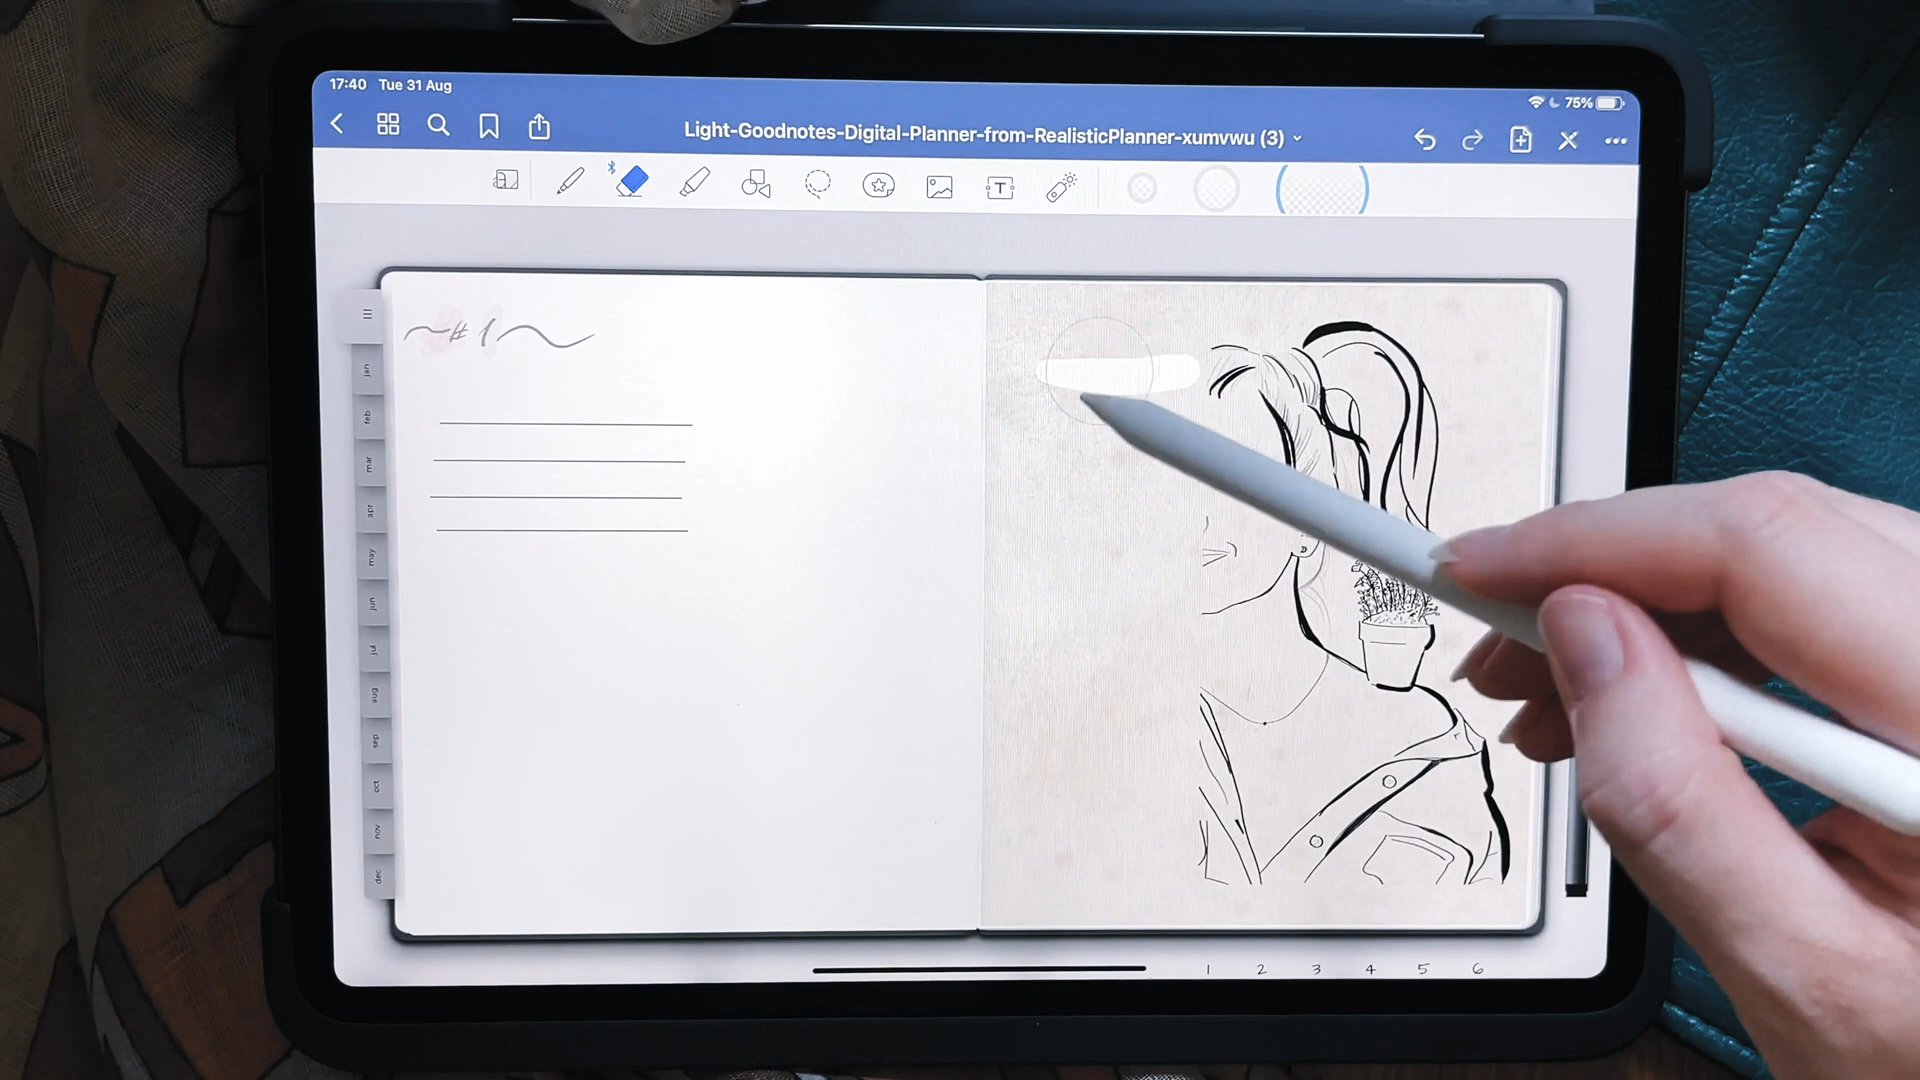 17:40 Tue 31 Aug
75%
Light-Goodnotes-Digital-Planner-from-RealisticPlanner-xumvwu (3)
T
~#1~
jan
feb
mar
apr
may
jun
jul
aug
sep
oct
nov
dec
1 2 3 4 5 6